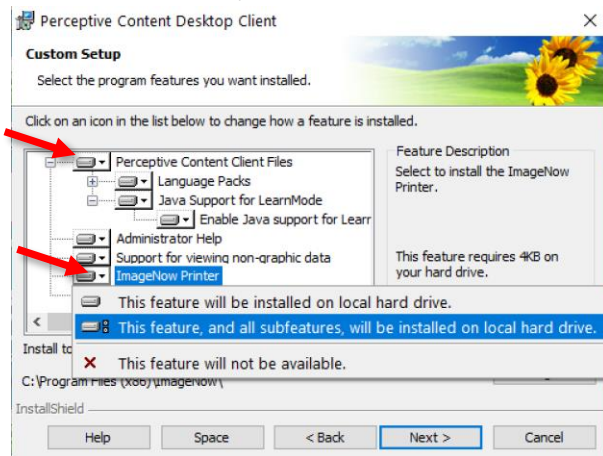 Perceptive Content Desktop Client
Custom Setup
Select the program features you want installed.
Click on an icon in the list below to change how a feature is installed.
Perceptive Content Client Files
Language Packs
Java Support for LearnMode
Enable Java support for Learr
Administrator Help
Support for viewing non-graphic data
ImageNow Printer
Feature Description
Select to install the ImageNow
Printer.
This feature requires 4KB on
your hard drive.
This feature will be installed on local hard drive.
This feature, and all subfeatures, will be installed on local hard drive.
This feature will not be available.
Install to
C:\Program Files (x86)\ImageNow\
InstallShield
Help
Space
< Back
Next >
Cancel